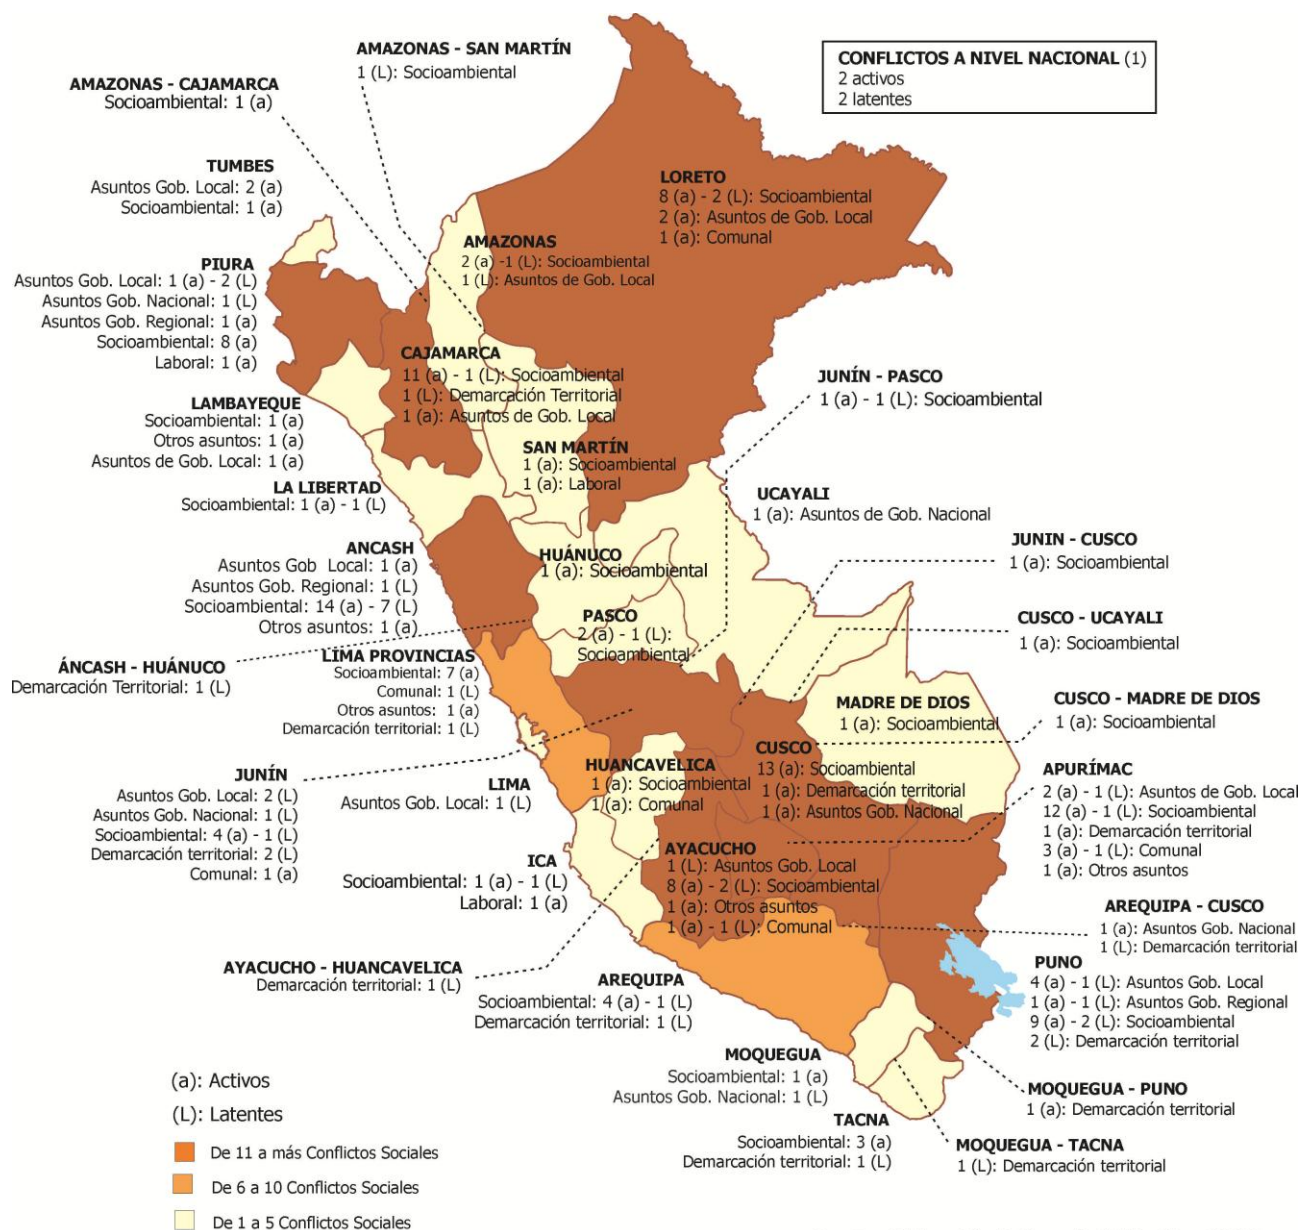 AMAZONAS - SAN MARTÍN
1 (L): Socioambiental
CONFLICTOS A NIVEL NACIONAL (1)
2 activos
2 latentes
AMAZONAS - CAJAMARCA
Socioambiental: 1 (a)
TUMBES
Asuntos Gob. Local: 2 (a)
Socioambiental: 1 (a)
LORETO
8 (a) - 2 (L): Socioambiental
2 (a): Asuntos de Gob. Local
1 (a): Comunal
AMAZONAS
2 (a) -1 (L): Socioambiental
1 (L): Asuntos de Gob. Local
PIURA
Asuntos Gob. Local: 1 (a) - 2 (L)
Asuntos Gob. Nacional: 1 (L)
Asuntos Gob. Regional: 1 (a)
Socioambiental: 8 (a)
Laboral: 1 (a)
CAJAMARCA
11 (a) - 1 (L): Socioambiental
1 (L): Demarcación Territorial
1 (a): Asuntos de Gob. Local
JUNÍN - PASCO
1 (a) - 1 (L): Socioambiental
LAMBAYEQUE
Socioambiental: 1 (a)
Otros asuntos: 1 (a)
Asuntos de Gob. Local: 1 (a)
SAN MARTÍN
1 (a): Socioambiental
1 (a): Laboral
LA LIBERTAD
Socioambiental: 1 (a) - 1 (L)
UCAYALI
1 (a): Asuntos de Gob. Nacional
ANCASH
Asuntos Gob Local: 1 (a)
Asuntos Gob. Regional: 1 (L)
Socioambiental: 14 (a) - 7 (L)
Otros asuntos: 1 (a)
HUÁNUCO
1 (a): Socioambiental
JUNIN - CUSCO
1 (a): Socioambiental
PASCO
2 (a) - 1 (L):
Socioambiental
CUSCO - UCAYALI
1 (a): Socioambiental
ÁNCASH - HUÁNUCO
Demarcación Territorial: 1 (L)
LIMA PROVINCIAS
Socioambiental: 7 (a)
Comunal: 1 (L)
Otros asuntos: 1 (a)
Demarcación territorial: 1 (L)
MADRE DE DIOS
1 (a): Socioambiental
CUSCO - MADRE DE DIOS
1 (a): Socioambiental
CUSCO
13 (a): Socioambiental
1 (a): Demarcación territorial
1 (a): Asuntos Gob. Nacional
HUANCAVELICA
1 (a): Socioambiental
1 (a): Comunal
JUNÍN
Asuntos Gob. Local: 2 (L)
Asuntos Gob. Nacional: 1 (L)
Socioambiental: 4 (a) - 1 (L)
Demarcación territorial: 2 (L)
Comunal: 1 (a)
LIMA
Asuntos Gob. Local: 1 (L)
APURÍMAC
2 (a) - 1 (L): Asuntos de Gob. Local
12 (a) - 1 (L): Socioambiental
1 (a): Demarcación territorial
3 (a) - 1 (L): Comunal
1 (a): Otros asuntos
AYACUCHO
1 (L): Asuntos Gob. Local
8 (a) - 2 (L): Socioambiental
1 (a): Otros asuntos
1 (a) - 1 (L): Comunal
ICA
Socioambiental: 1 (a) - 1 (L)
Laboral: 1 (a)
AREQUIPA - CUSCO
1 (a): Asuntos Gob. Nacional
1 (L): Demarcación territorial
AYACUCHO - HUANCAVELICA
Demarcación territorial: 1 (L)
AREQUIPA
Socioambiental: 4 (a) - 1 (L)
Demarcación territorial: 1 (L)
PUNO
4 (a) - 1 (L): Asuntos Gob. Local
1 (a) - 1 (L): Asuntos Gob. Regional
9 (a) - 2 (L): Socioambiental
2 (L): Demarcación territorial
MOQUEGUA
Socioambiental: 1 (a)
Asuntos Gob. Nacional: 1 (L)
MOQUEGUA - PUNO
1 (a): Demarcación territorial
TACNA
Socioambiental: 3 (a)
Demarcación territorial: 1 (L)
MOQUEGUA - TACNA
1 (L): Demarcación territorial
(a): Activos
(L): Latentes
De 11 a más Conflictos Sociales
De 6 a 10 Conflictos Sociales
De 1 a 5 Conflictos Sociales